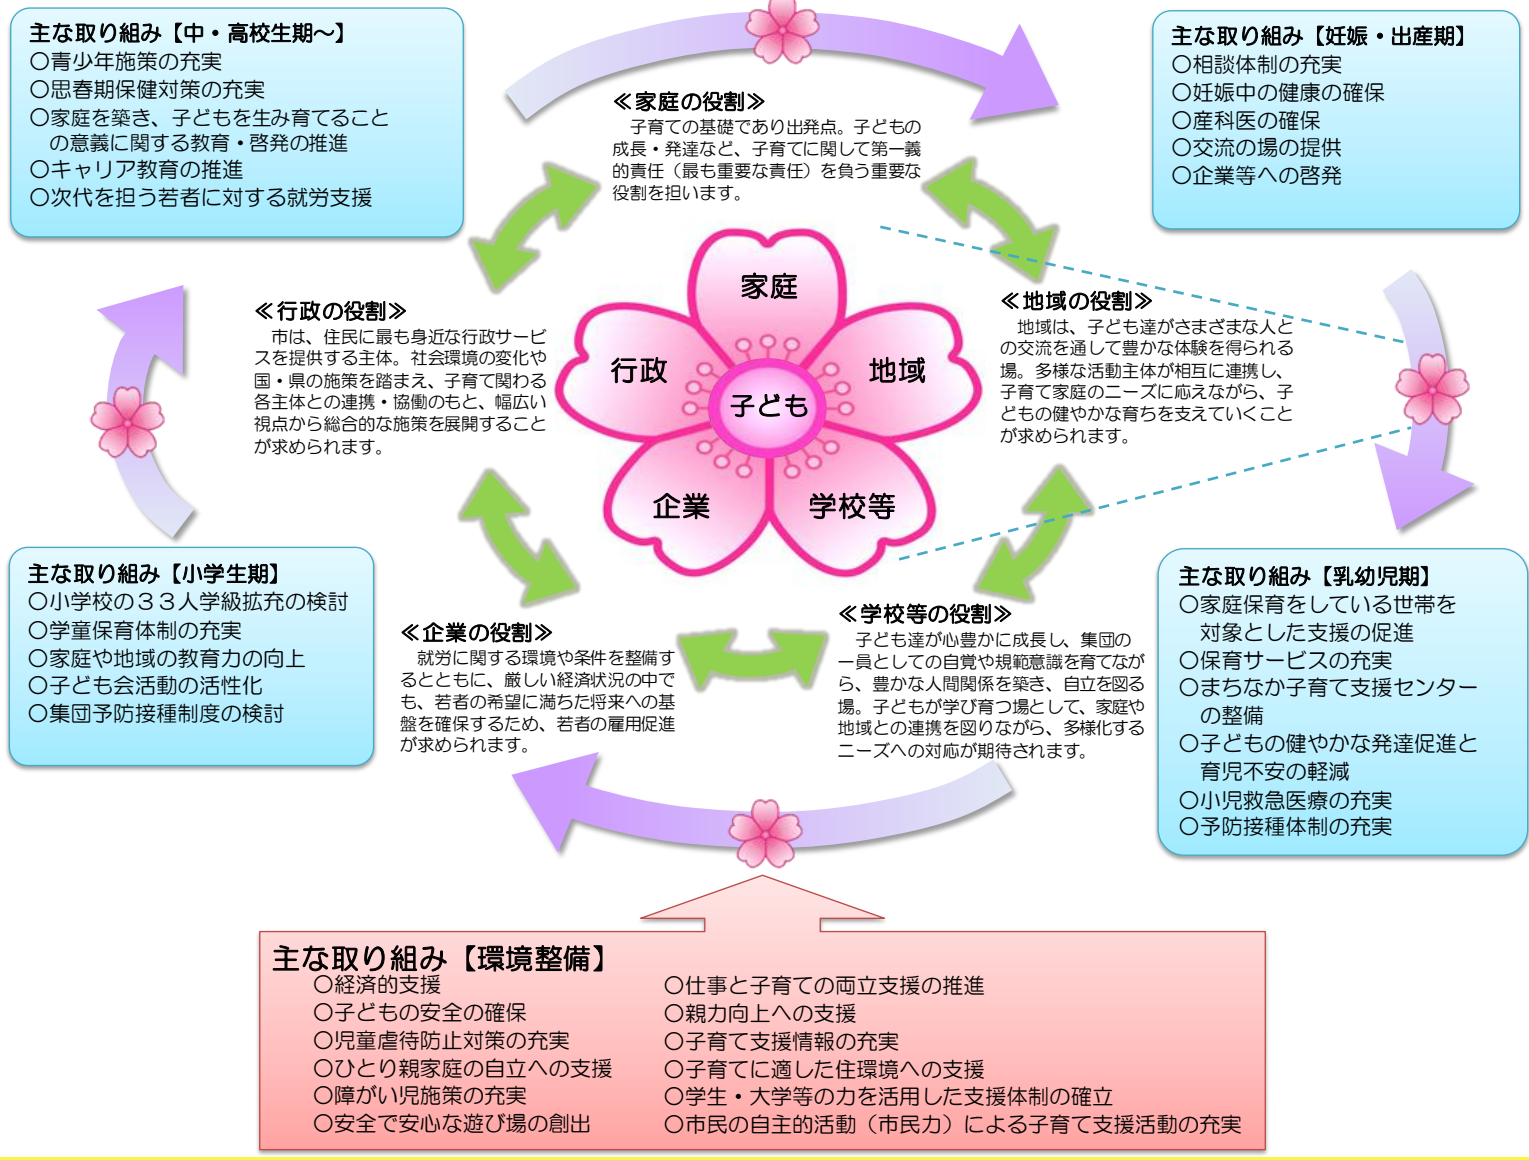 主な取り組み【中・高校生期～】
○青少年施策の充実
○思春期保健対策の充実
○家庭を築き、子どもを生み育てること
の意義に関する教育・啓発の推進
○キャリア教育の推進
○次代を担う若者に対する就労支援
主な取り組み【妊娠・出産期】
○相談体制の充実
○妊娠中の健康の確保
○産科医の確保
○交流の場の提供
○企業等への啓発
≪家庭の役割≫
子育ての基礎であり出発点。子どもの
成長・発達など、子育てに関して第一義
的責任（最も重要な責任）を負う重要な
役割を担います。
≪行政の役割≫
市は、住民に最も身近な行政サービ
スを提供する主体。社会環境の変化や
国・県の施策を踏まえ、子育て関わる
各主体との連携・協働のもと、幅広い
視点から総合的な施策を展開すること
が求められます。
家庭
行政
地域
子ども
企業
学校等
≪地域の役割≫
地域は、子ども達がさまざまな人と
の交流を通して豊かな体験を得られる
場。多様な活動主体が相互に連携し、
子育て家庭のニーズに応えながら、子
どもの健やかな育ちを支えていくこと
が求められます。
主な取り組み【小学生期】
○小学校の３３人学級拡充の検討
○学童保育体制の充実
○家庭や地域の教育力の向上
○子ども会活動の活性化
○集団予防接種制度の検討
≪企業の役割≫
就労に関する環境や条件を整備す
るとともに、厳しい経済状況の中で
も、若者の希望に満ちた将来への基
盤を確保するため、若者の雇用促進
が求められます。
≪学校等の役割≫
子ども達が心豊かに成長し、集団の
一員としての自覚や規範意識を育てなが
ら、豊かな人間関係を築き、自立を図る
場。子どもが学び育つ場として、家庭や
地域との連携を図りながら、多様化する
ニーズへの対応が期待されます。
主な取り組み【乳幼児期】
○家庭保育をしている世帯を
対象とした支援の促進
○保育サービスの充実
○まちなか子育て支援センター
の整備
○子どもの健やかな発達促進と
育児不安の軽減
○小児救急医療の充実
○予防接種体制の充実
主な取り組み【環境整備】
○経済的支援
○子どもの安全の確保
○児童虐待防止対策の充実
○ひとり親家庭の自立への支援
○障がい児施策の充実
○安全で安心な遊び場の創出
○仕事と子育ての両立支援の推進
○親力向上への支援
○子育て支援情報の充実
○子育てに適した住環境への支援
○学生・大学等の力を活用した支援体制の確立
○市民の自主的活動（市民力）による子育て支援活動の充実